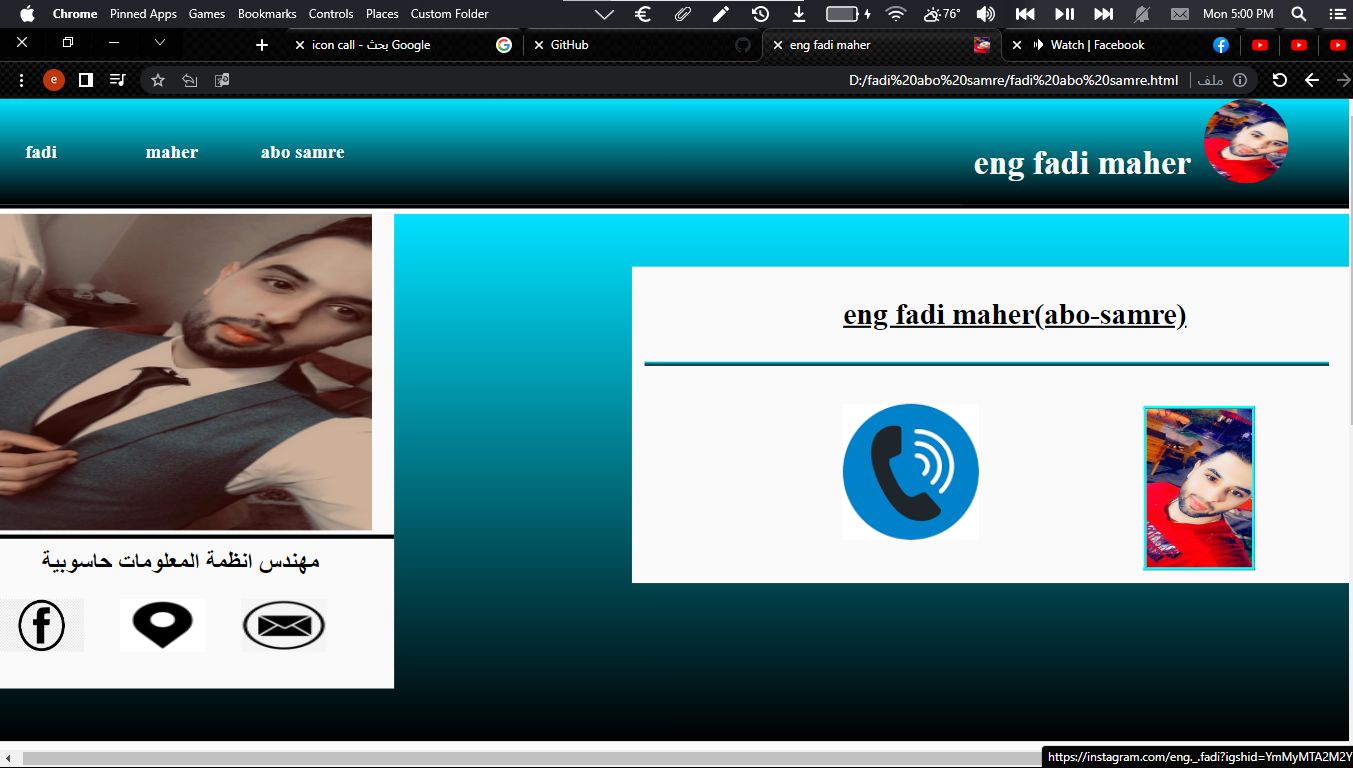 Chrome Pinned Apps Games Bookmarks Controls Places Custom Folder 76° Mon 5:00 PM
icon call - بحث Google
GitHub
eng fadi maher
Watch | Facebook
e
D:/fadi%20abo%20samre/fadi%20abo%20samre.html
ملف
fadi maher abo samre
eng fadi maher
eng fadi maher(abo-samre)
مهندس انظمة المعلومات حاسوبية
https://instagram.com/eng._.fadi?igshid=YmMyMTA2M2Y